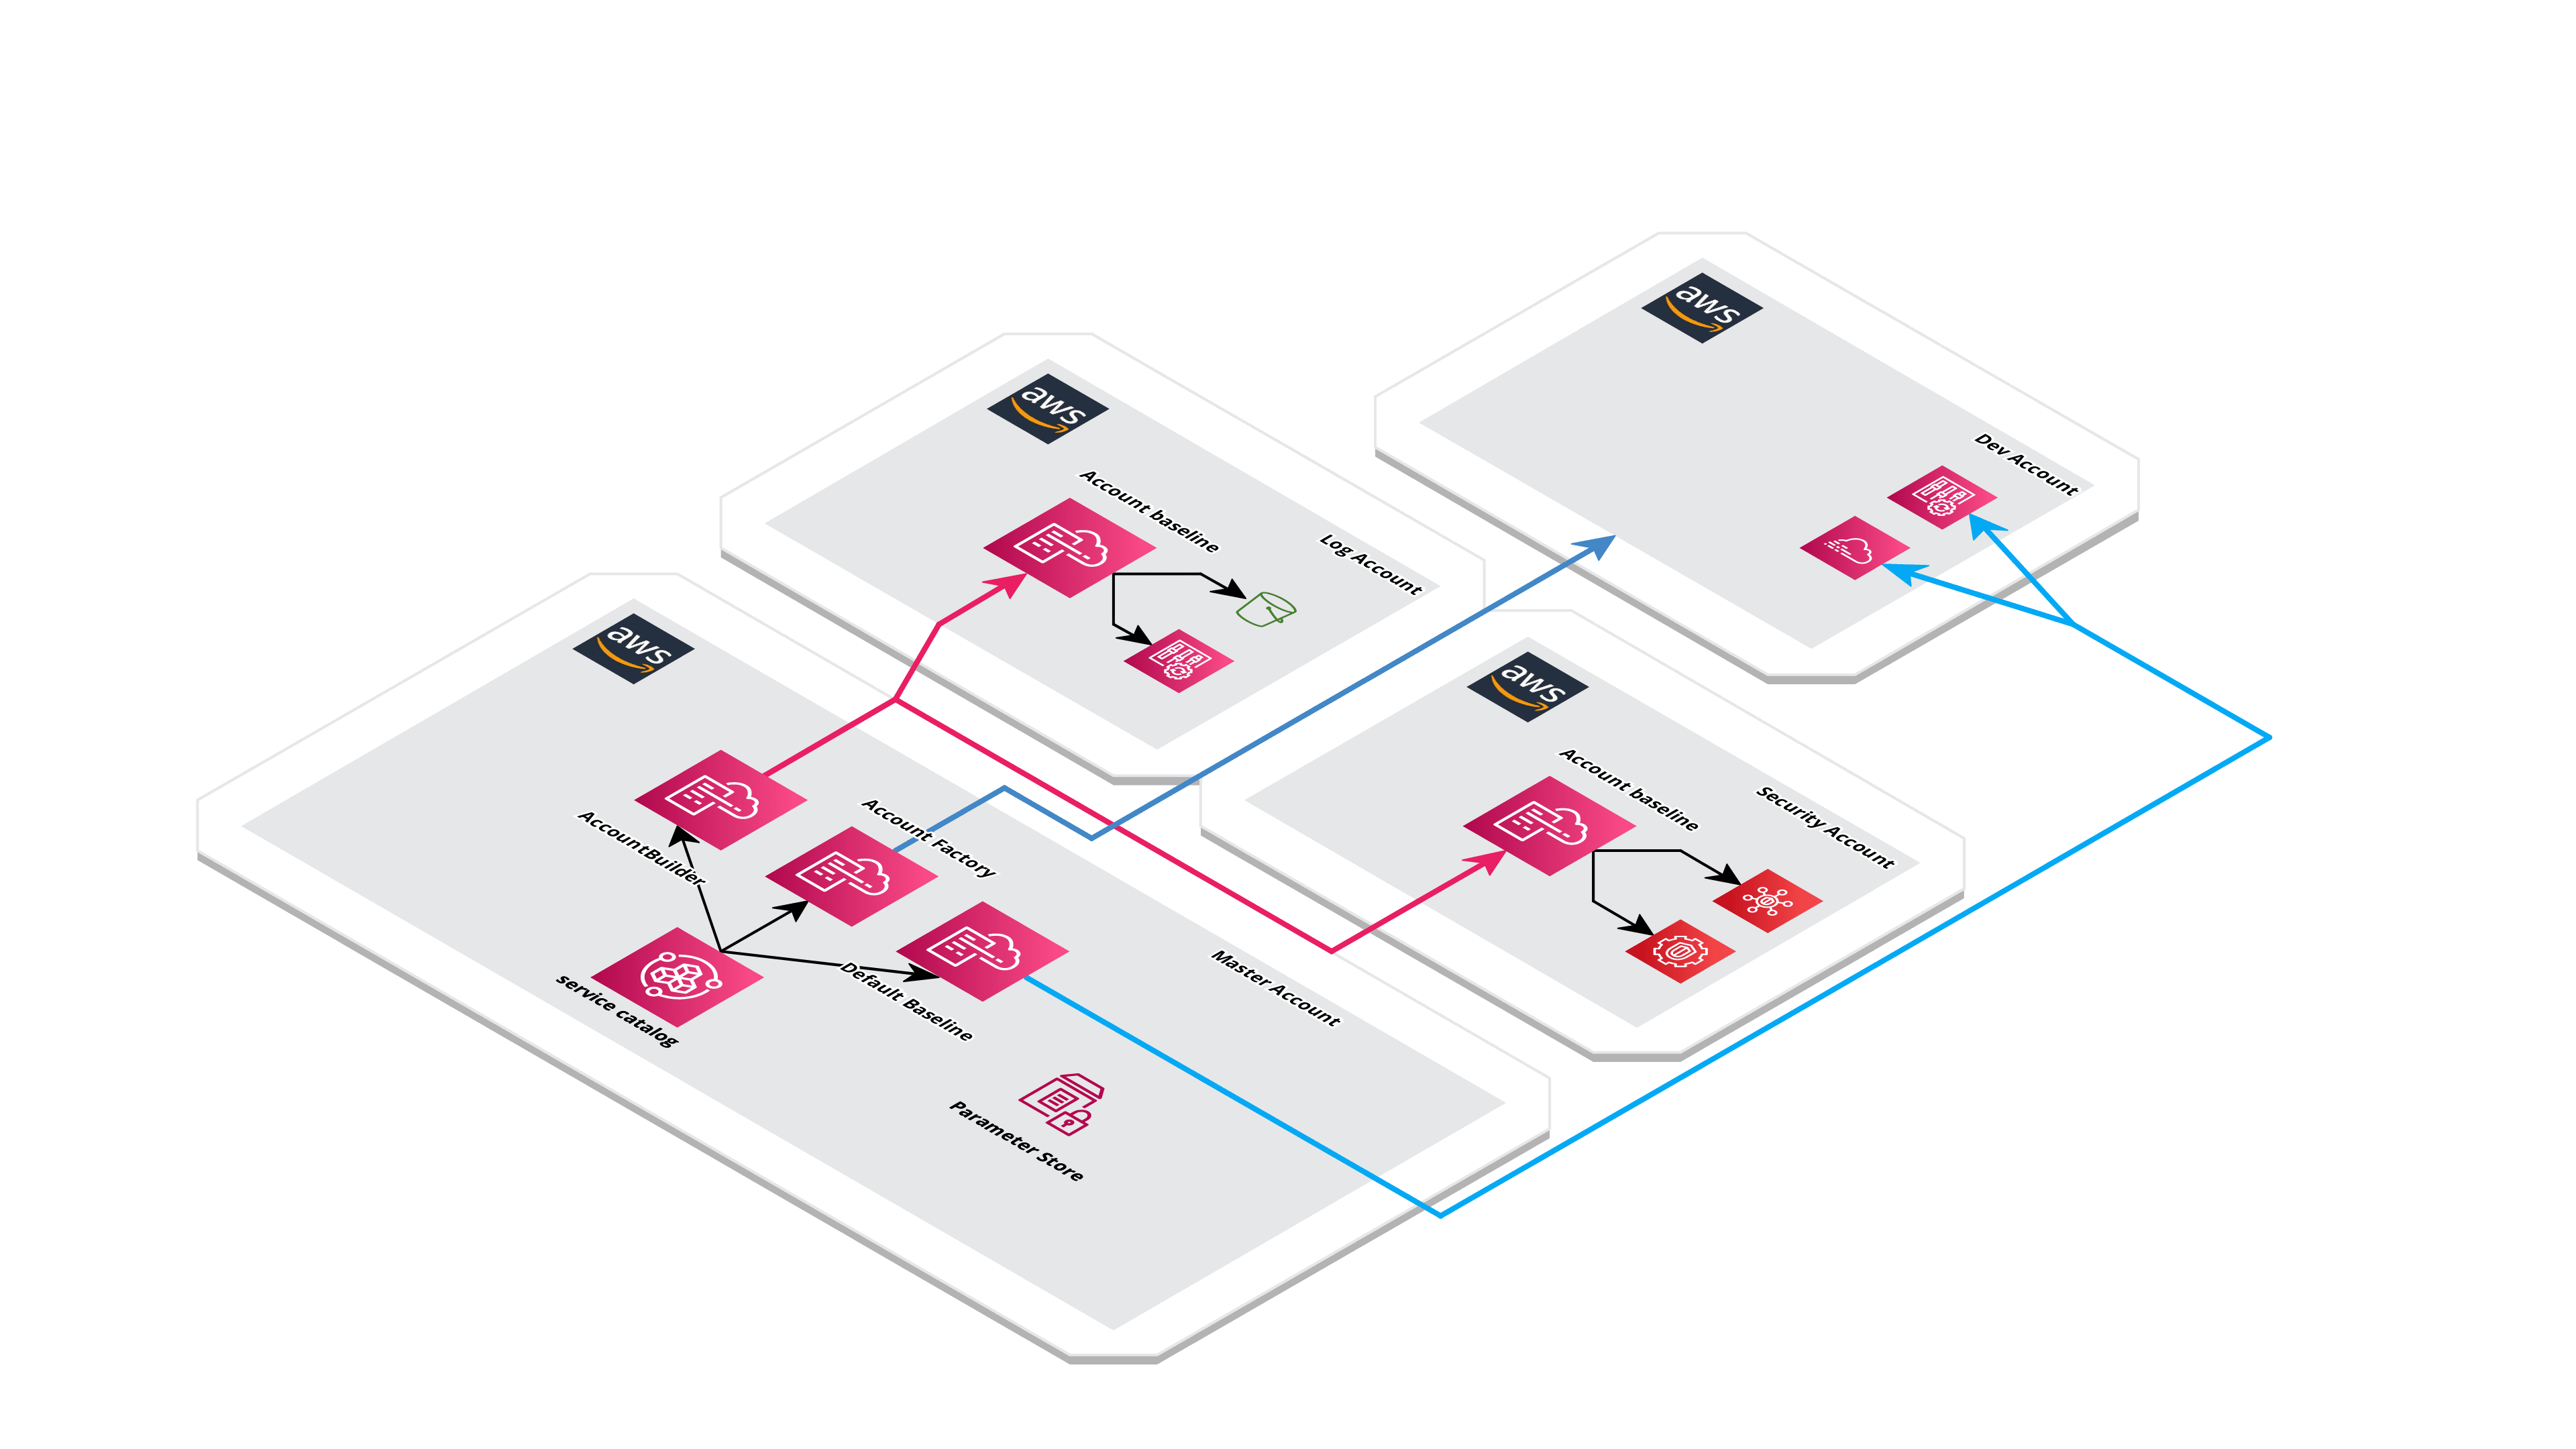 aws
Dev Account
aws
Account baseline
Log Account
aws
Account baseline
Security Account
aws
AccountBuilder
Account Factory
Default Baseline
service catalog
Master Account
Parameter Store